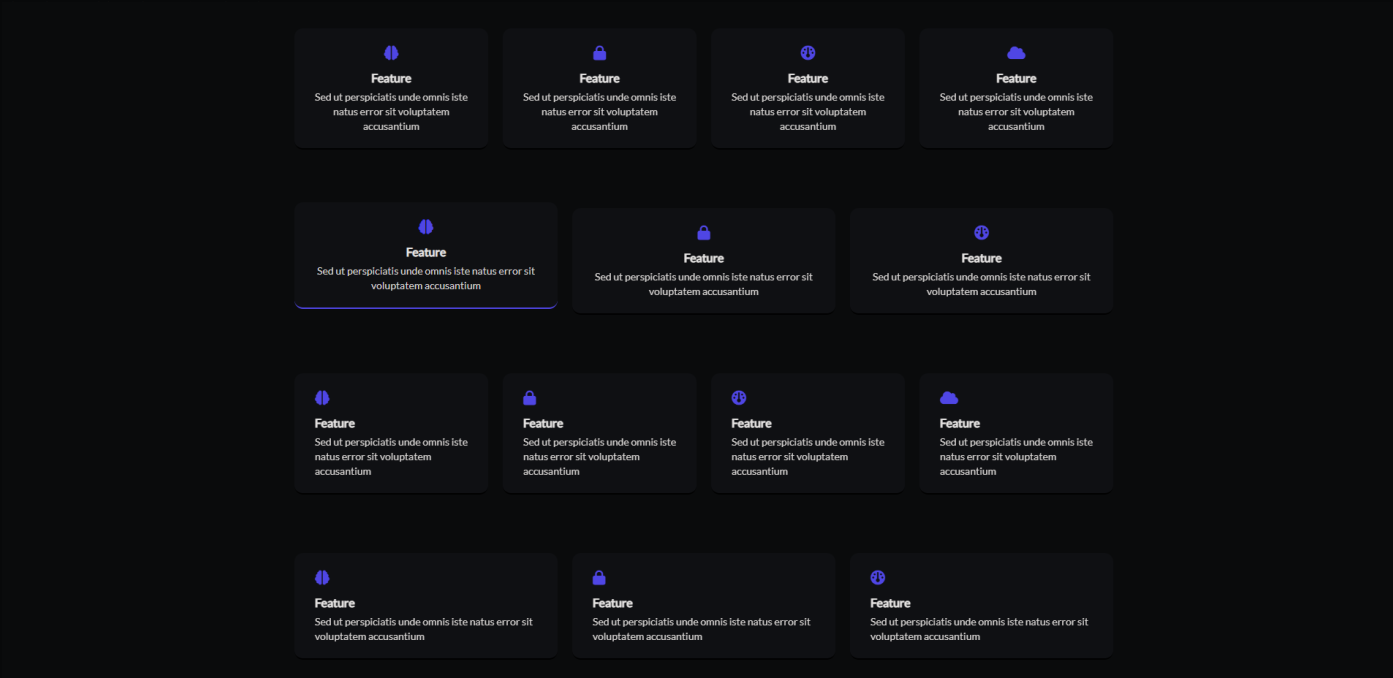 Feature
Sed ut perspiciatis unde omnis iste
natus error sit voluptatem
accusantium
Feature
Sed ut perspiciatis unde omnis iste
natus error sit voluptatem
accusantium
Feature
Sed ut perspiciatis unde omnis iste
natus error sit voluptatem
accusantium
Feature
Sed ut perspiciatis unde omnis iste
natus error sit voluptatem
accusantium
Feature
Sed ut perspiciatis unde omnis iste natus error sit
voluptatem accusantium
Feature
Sed ut perspiciatis unde omnis iste natus error sit
voluptatem accusantium
Feature
Sed ut perspiciatis unde omnis iste natus error sit
voluptatem accusantium
Feature
Sed ut perspiciatis unde omnis iste
natus error sit voluptatem
accusantium
Feature
Sed ut perspiciatis unde omnis iste
natus error sit voluptatem
accusantium
Feature
Sed ut perspiciatis unde omnis iste
natus error sit voluptatem
accusantium
Feature
Sed ut perspiciatis unde omnis iste
natus error sit voluptatem
accusantium
Feature
Sed ut perspiciatis unde omnis iste natus error sit
voluptatem accusantium
Feature
Sed ut perspiciatis unde omnis iste natus error sit
voluptatem accusantium
Feature
Sed ut perspiciatis unde omnis iste natus error sit
voluptatem accusantium